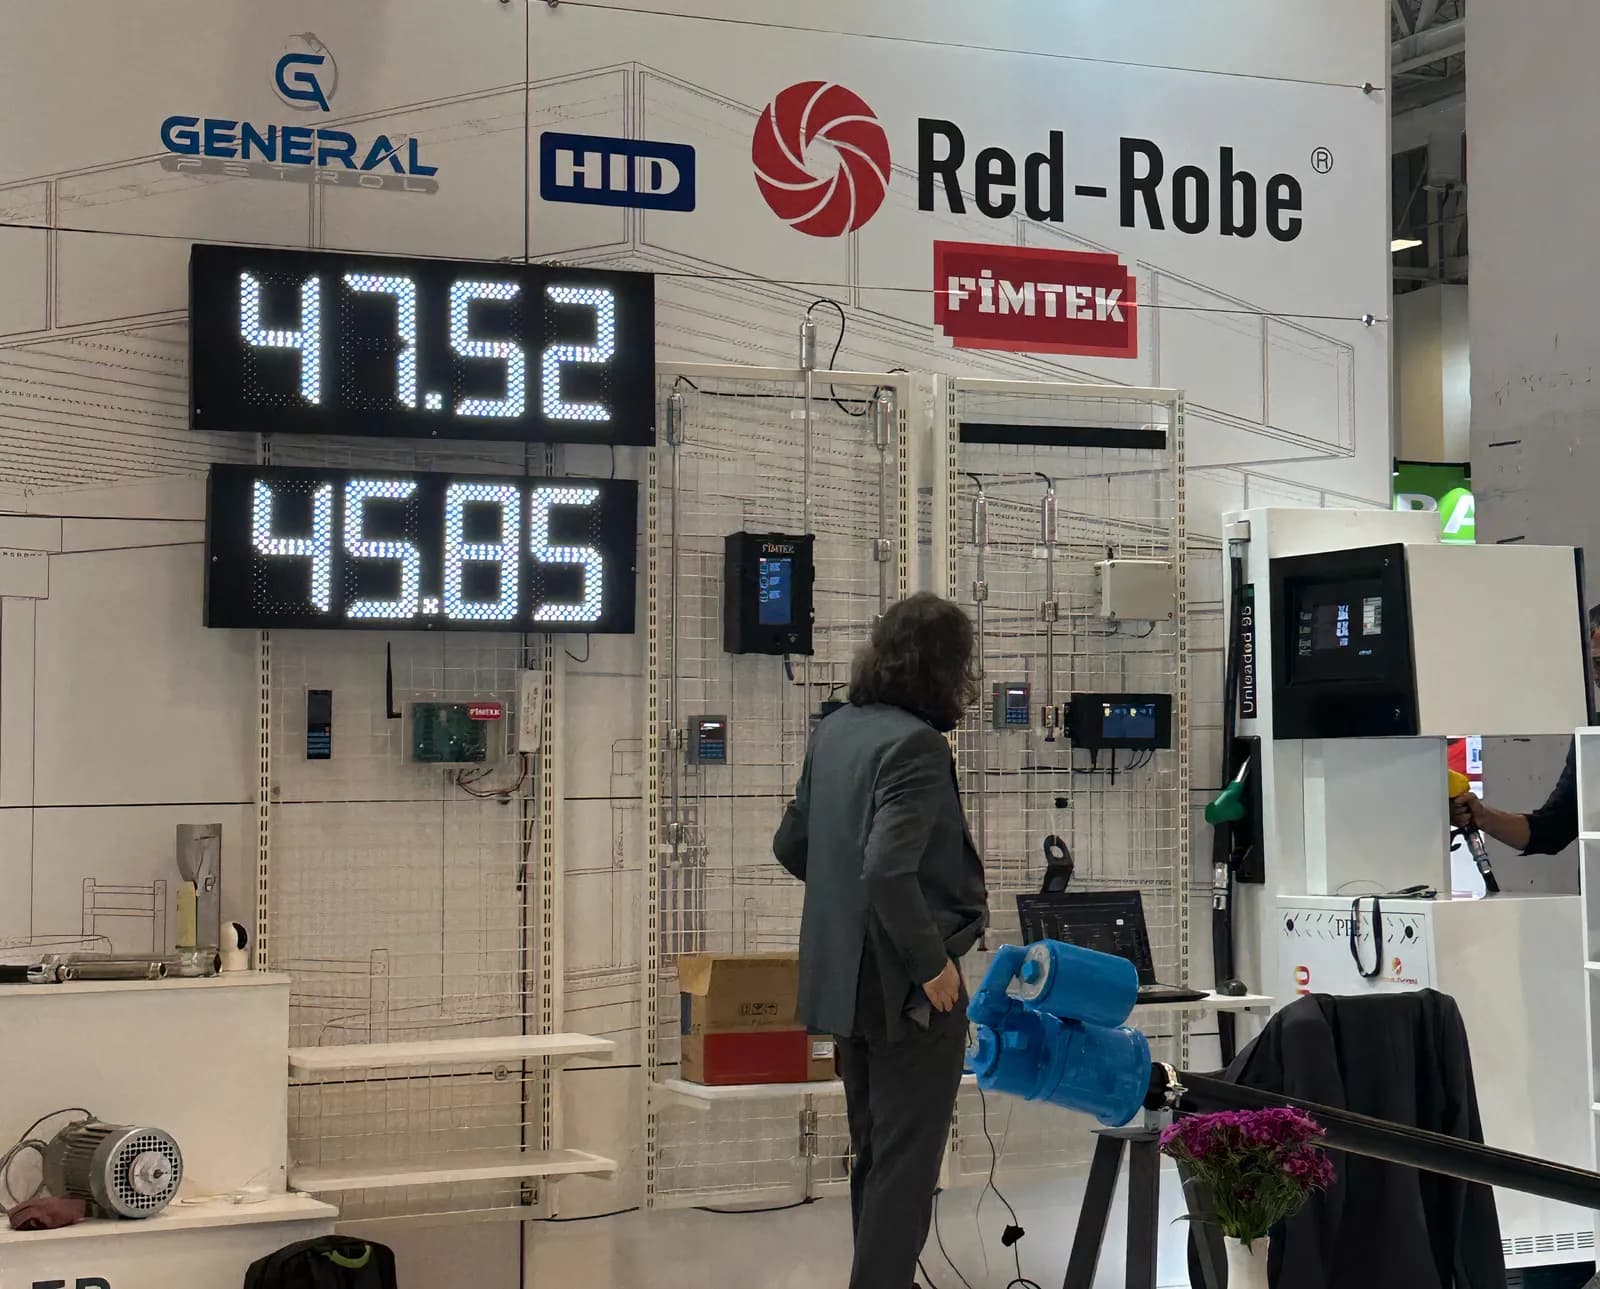 G
GENERAL
PETROL
HID
Red-Robe®
FİMTEK
47.52
45.85
FİMTEK
FİMTEK
Unleaded 95